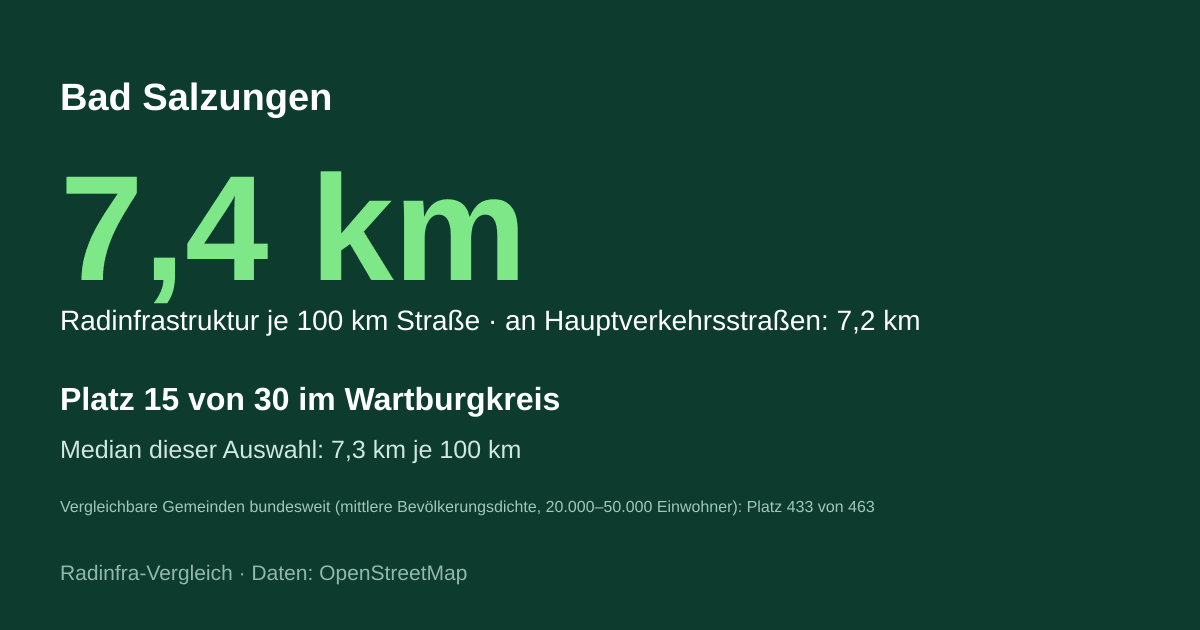 Bad Salzungen
7,4 km
Radinfrastruktur je 100 km Straße · an Hauptverkehrsstraßen: 7,2 km
Platz 15 von 30 im Wartburgkreis
Median dieser Auswahl: 7,3 km je 100 km
Vergleichbare Gemeinden bundesweit (mittlere Bevölkerungsdichte, 20.000–50.000 Einwohner): Platz 433 von 463
Radinfra-Vergleich · Daten: OpenStreetMap